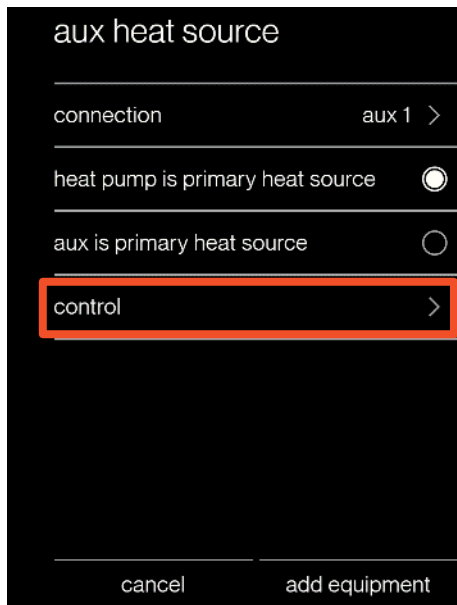 aux heat source
connection aux 1 >
heat pump is primary heat source
aux is primary heat source
control >
cancel add equipment